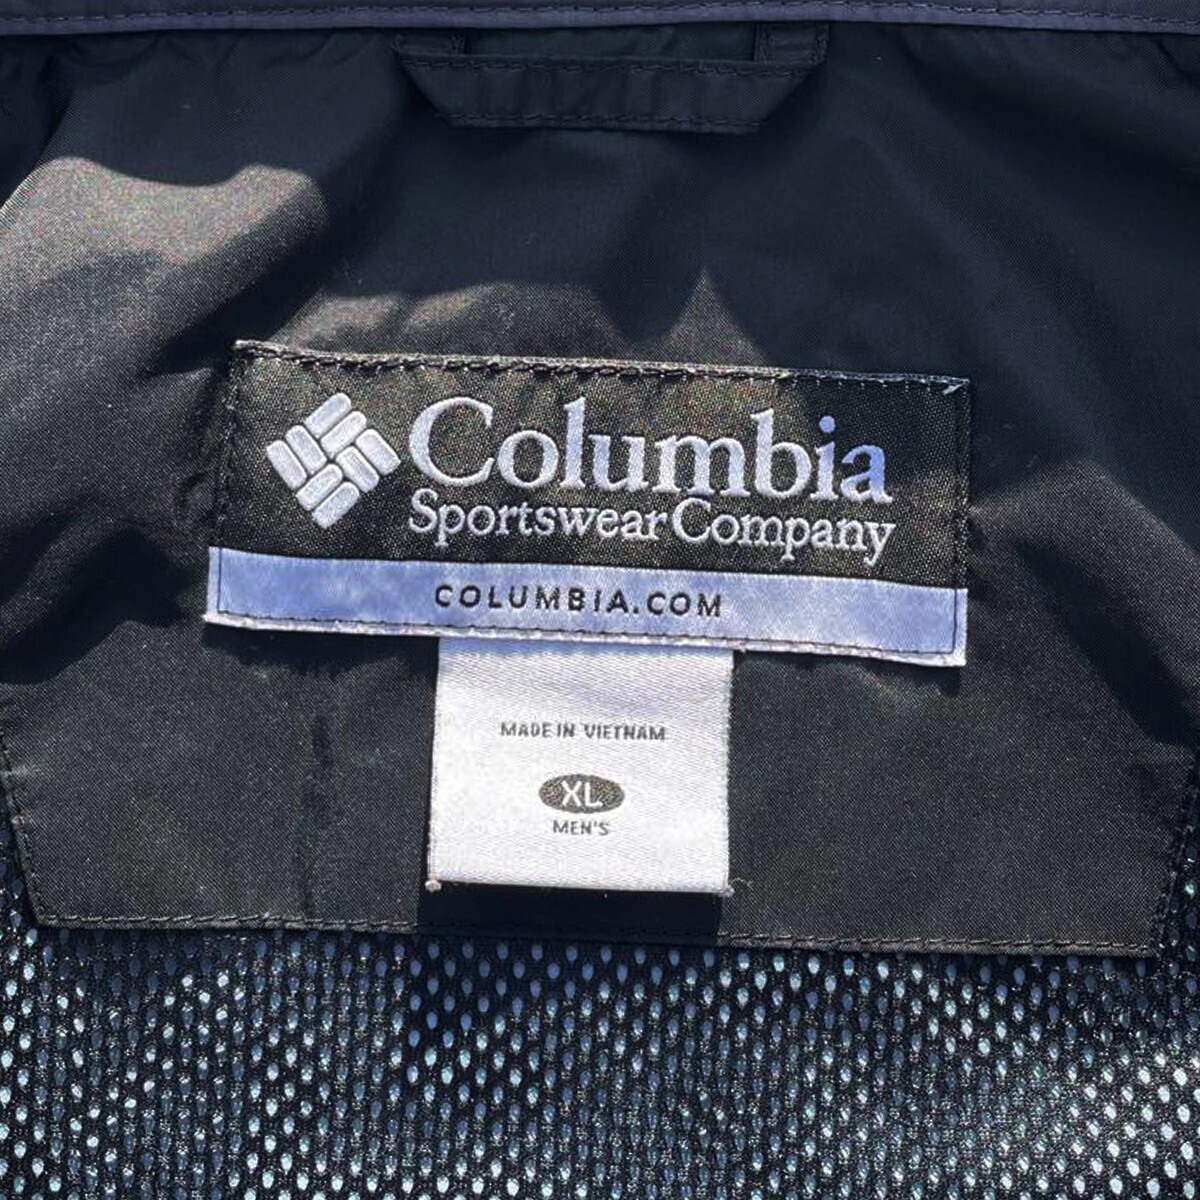 Columbia
Sportswear Company
COLUMBIA.COM
MADE IN VIETNAM
XL
MEN'S